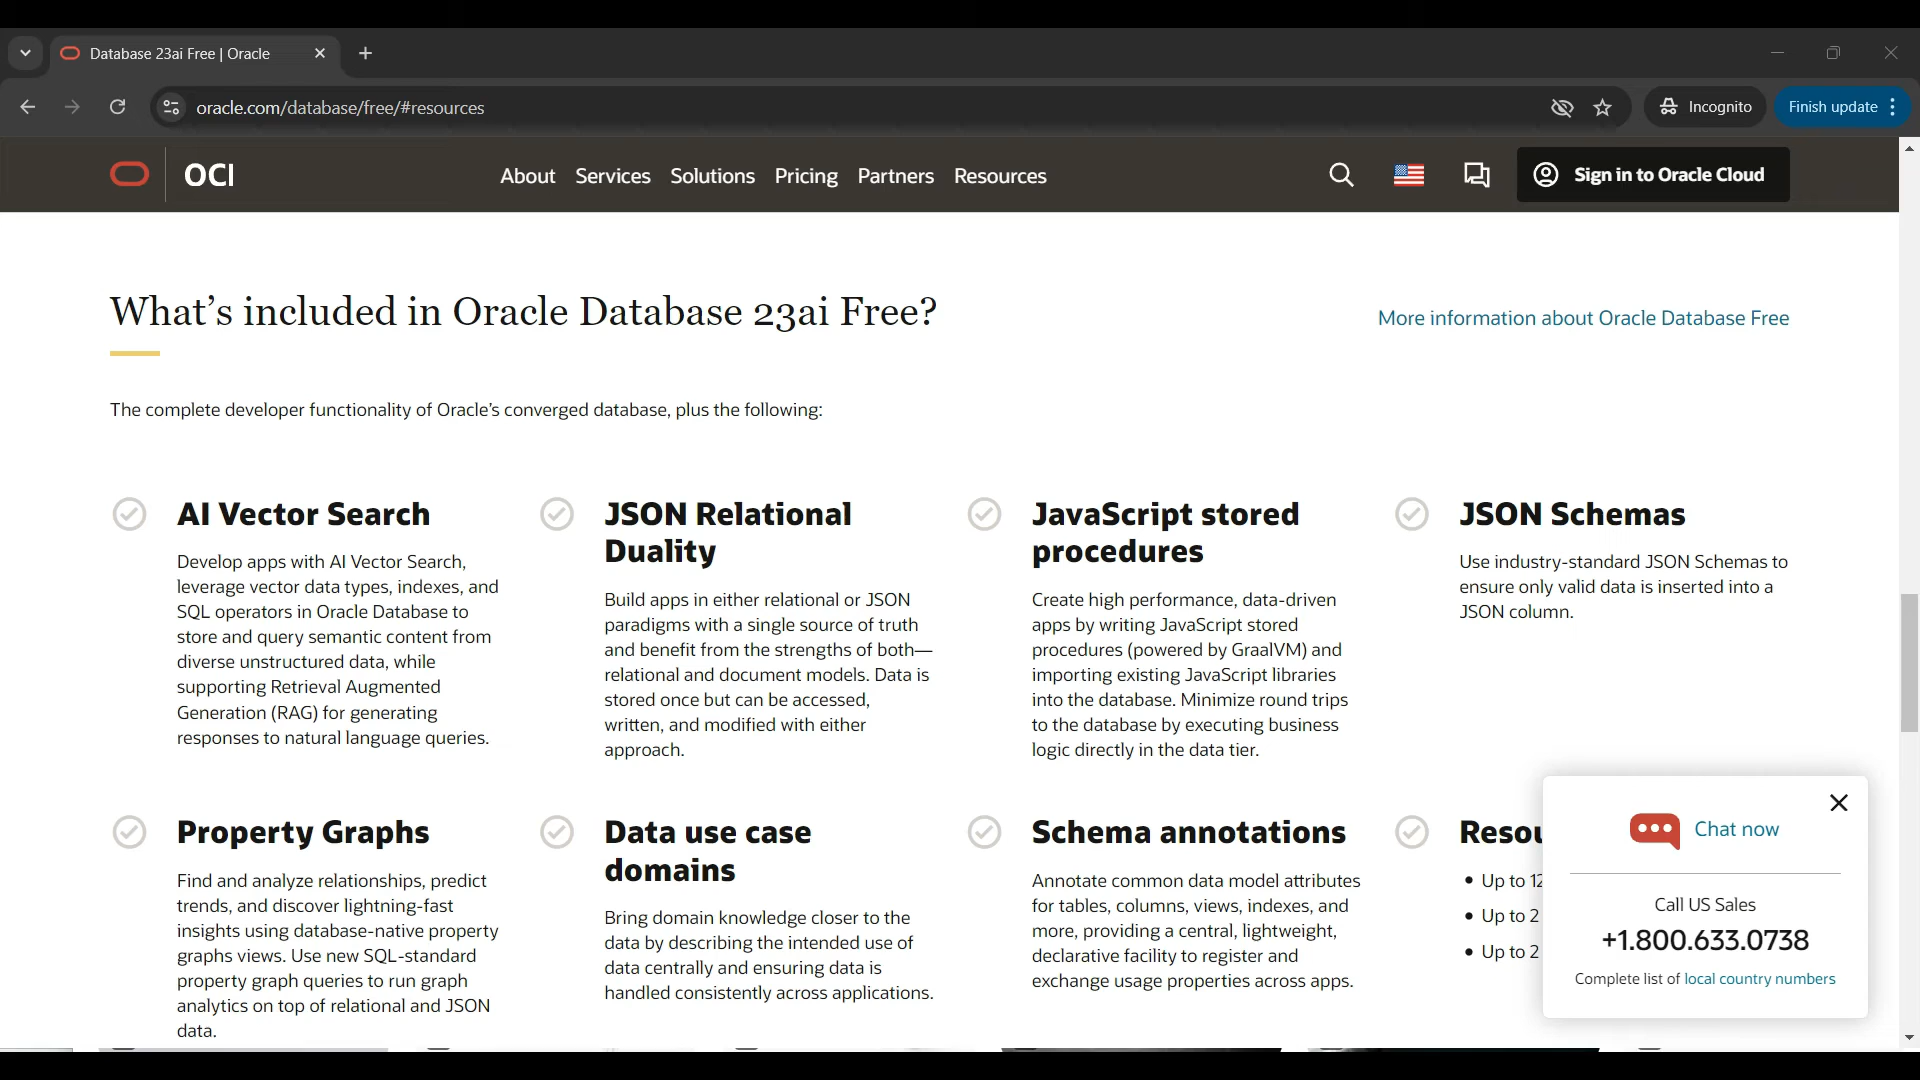 Database 23ai Free | Oracle
oracle.com/database/free/#resources
Incognito
Finish update
OCI
About
Services
Solutions
Pricing
Partners
Resources
Sign in to Oracle Cloud
What's included in Oracle Database 23ai Free?
More information about Oracle Database Free
The complete developer functionality of Oracle's converged database, plus the following:
AI Vector Search
Develop apps with AI Vector Search,
leverage vector data types, indexes, and
SQL operators in Oracle Database to
store and query semantic content from
diverse unstructured data, while
supporting Retrieval Augmented
Generation (RAG) for generating
responses to natural language queries.
JSON Relational
Duality
Build apps in either relational or JSON
paradigms with a single source of truth
and benefit from the strengths of both—
relational and document models. Data is
stored once but can be accessed,
written, and modified with either
approach.
JavaScript stored
procedures
Create high performance, data-driven
apps by writing JavaScript stored
procedures (powered by GraalVM) and
importing existing JavaScript libraries
into the database. Minimize round trips
to the database by executing business
logic directly in the data tier.
JSON Schemas
Use industry-standard JSON Schemas to
ensure only valid data is inserted into a
JSON column.
Property Graphs
Find and analyze relationships, predict
trends, and discover lightning-fast
insights using database-native property
graphs views. Use new SQL-standard
property graph queries to run graph
analytics on top of relational and JSON
data.
Data use case
domains
Bring domain knowledge closer to the
data by describing the intended use of
data centrally and ensuring data is
handled consistently across applications.
Schema annotations
Annotate common data model attributes
for tables, columns, views, indexes, and
more, providing a central, lightweight,
declarative facility to register and
exchange usage properties across apps.
• Up to 12
• Up to 2
• Up to 2
Chat now
Call US Sales
+1.800.633.0738
Complete list of local country numbers